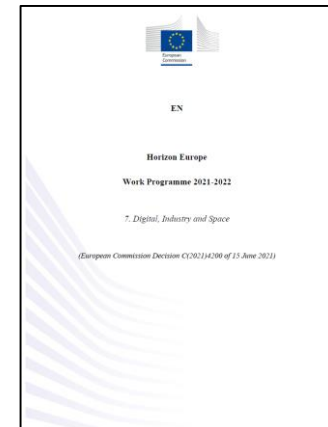 European
Commission
EN
Horizon Europe
Work Programme 2021-2022
7. Digital, Industry and Space
(European Commission Decision C(2021)4200 of 15 June 2021)